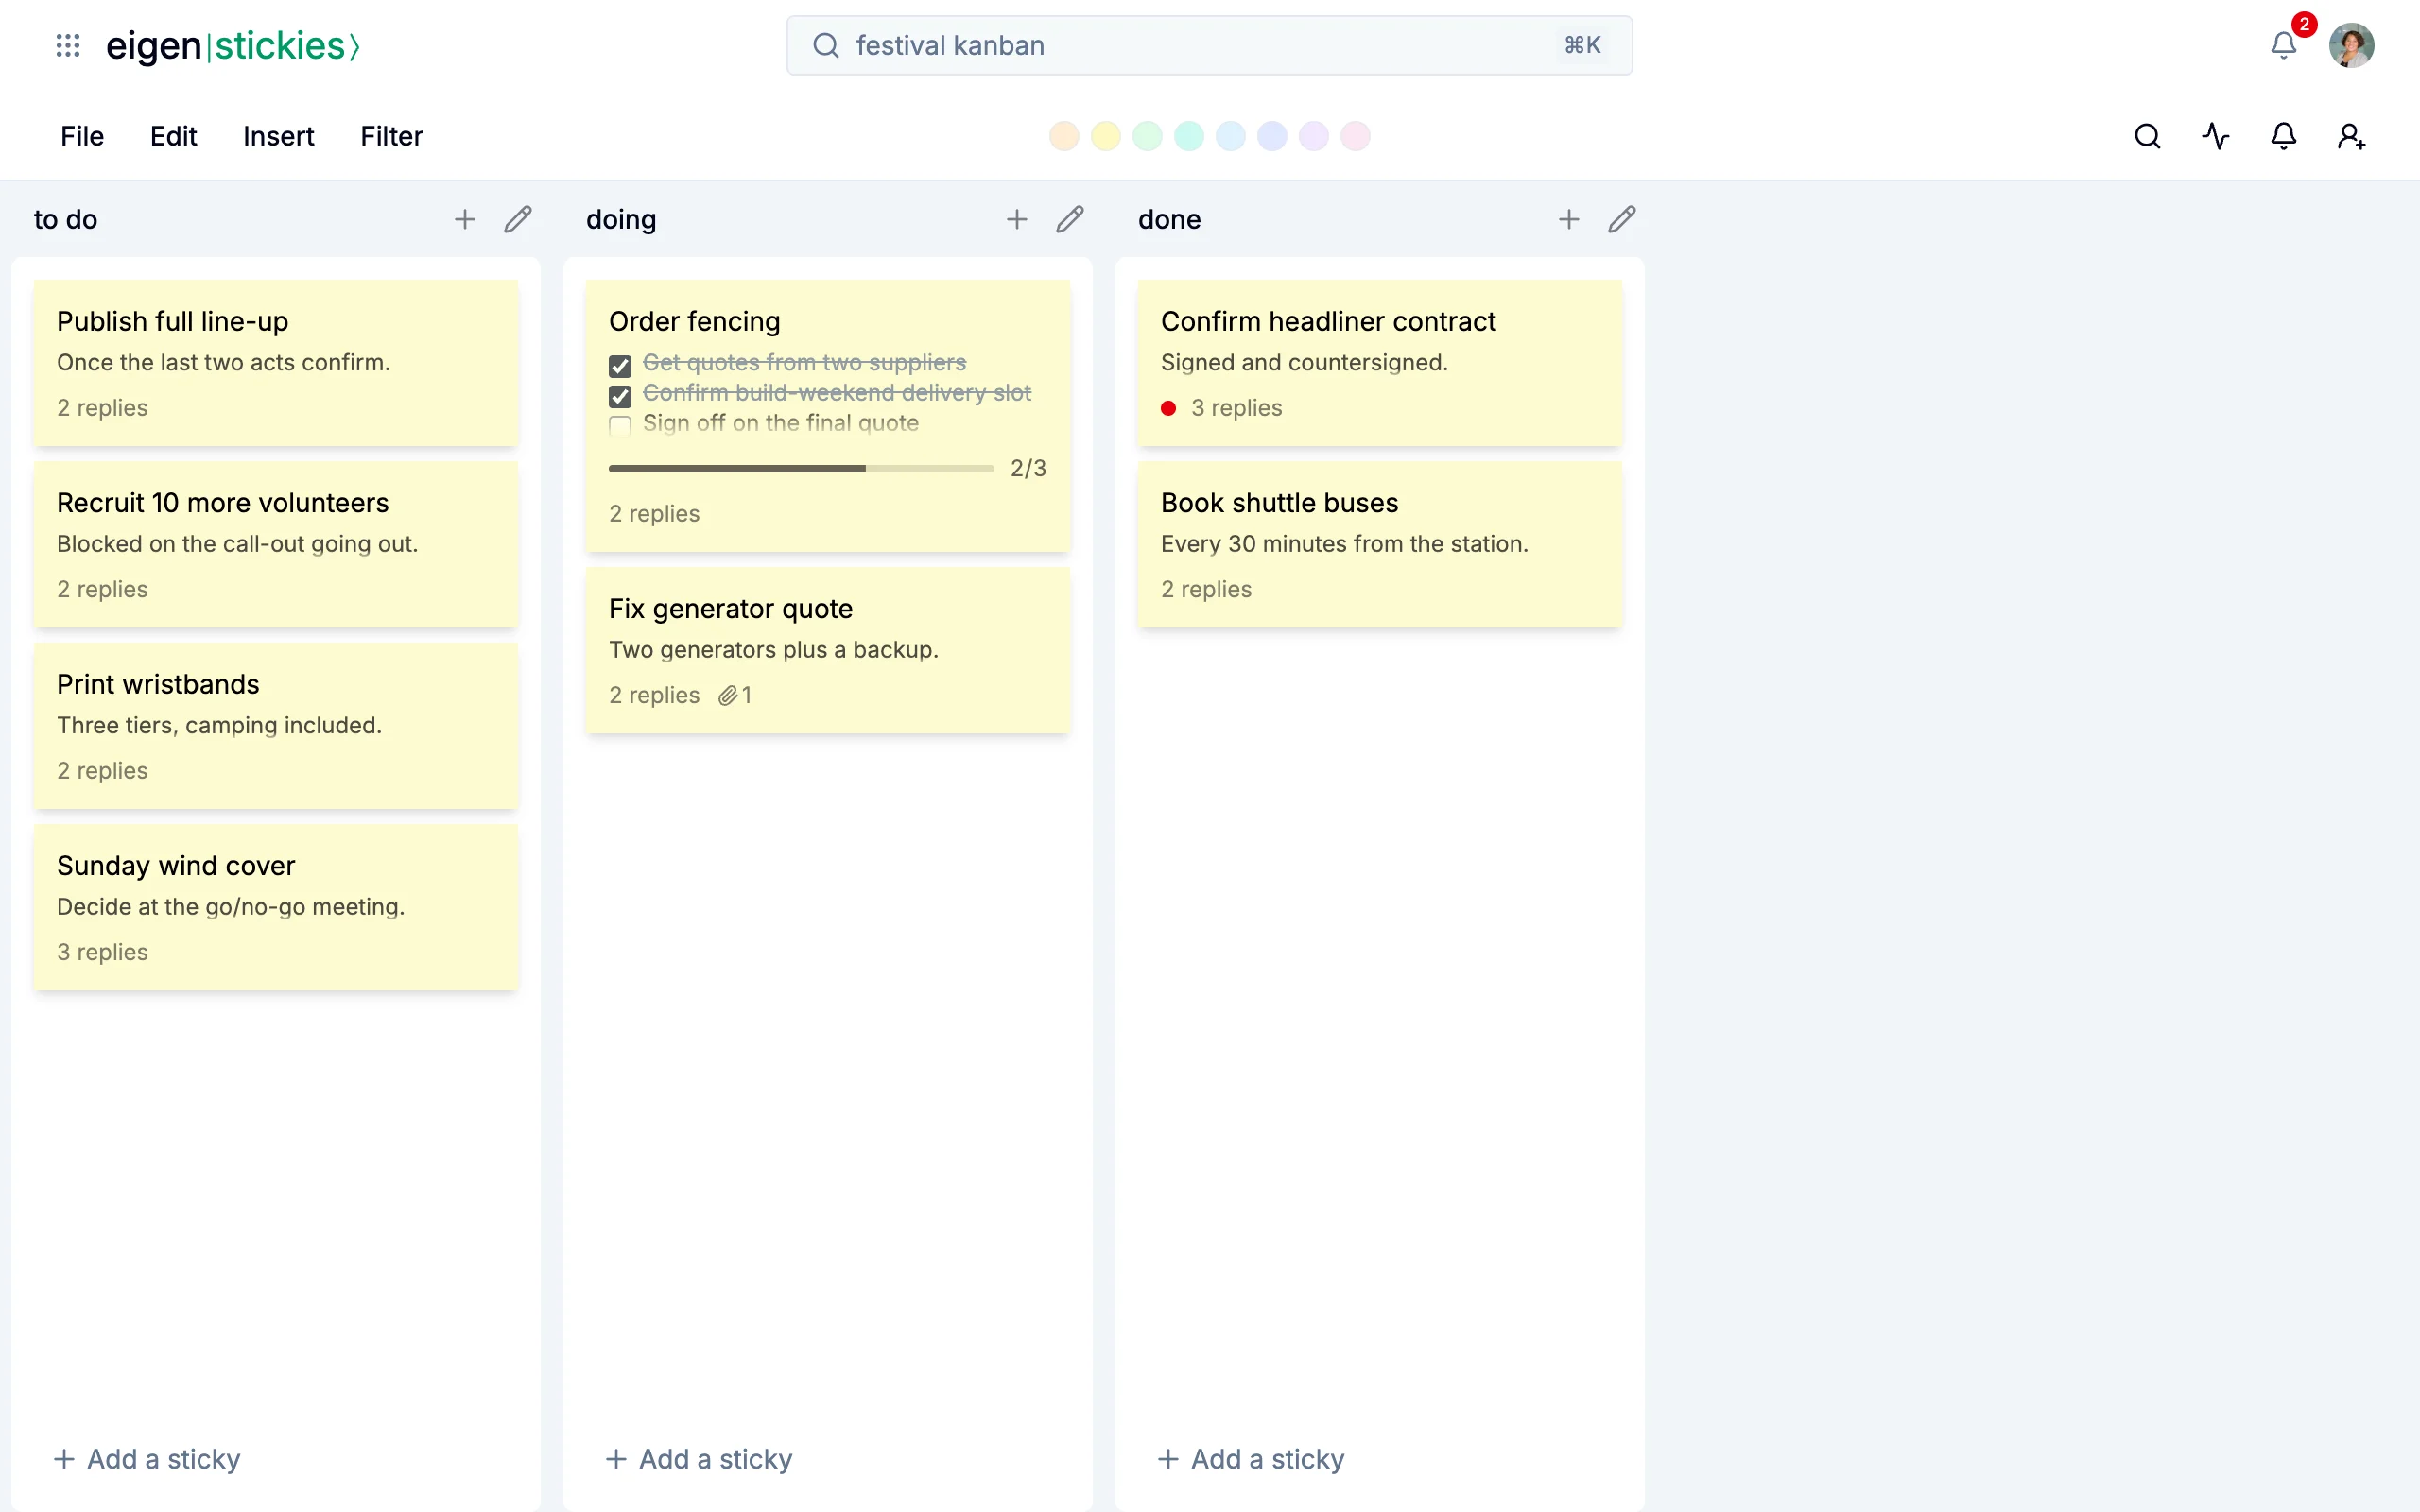 eigen|stickies⟩
festival kanban ⌘K
2
File Edit Insert Filter
to do
Publish full line-up
Once the last two acts confirm.
2 replies
Recruit 10 more volunteers
Blocked on the call-out going out.
2 replies
Print wristbands
Three tiers, camping included.
2 replies
Sunday wind cover
Decide at the go/no-go meeting.
3 replies
Add a sticky
doing
Order fencing
Get quotes from two suppliers
Confirm build-weekend delivery slot
Sign off on the final quote
2/3
2 replies
Fix generator quote
Two generators plus a backup.
2 replies 1
Add a sticky
done
Confirm headliner contract
Signed and countersigned.
3 replies
Book shuttle buses
Every 30 minutes from the station.
2 replies
Add a sticky